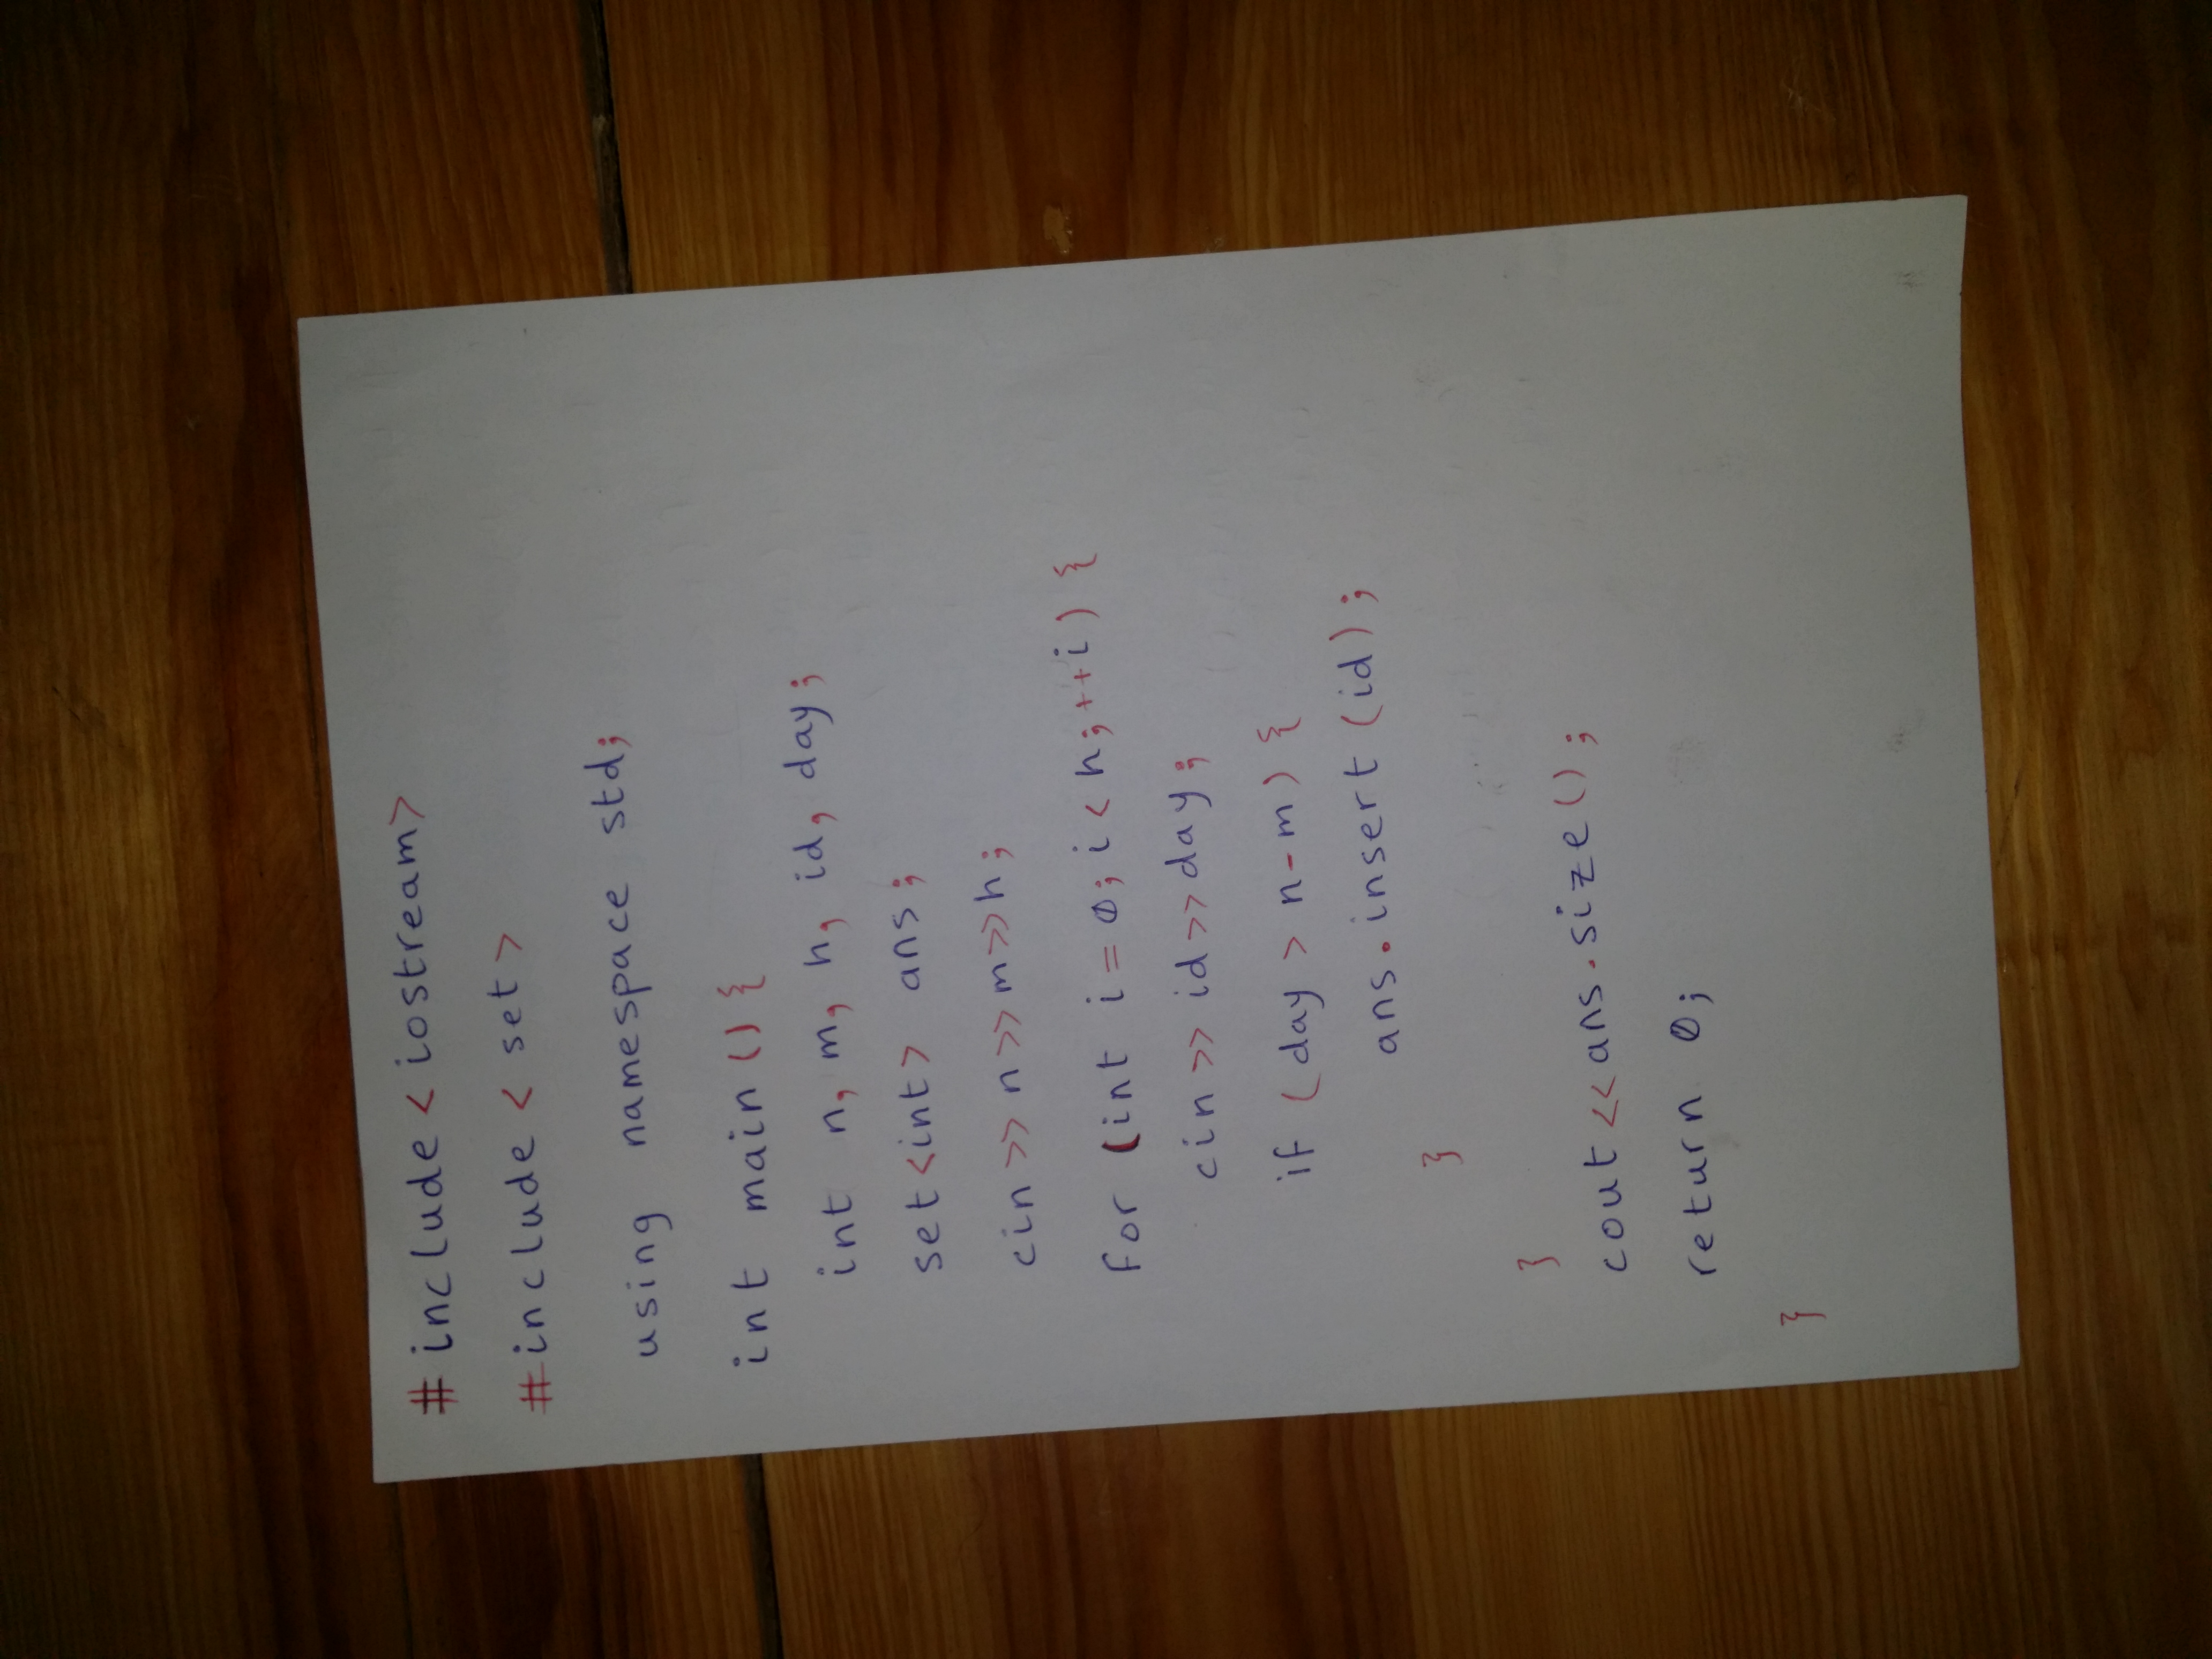 #include<iostream>
#include< set >
using namespace std;
int main(){
int n, m, h, id, day;
set<int> ans;
cin >> n >> m >> h;
for (int i = 0; i < h; ++i) {
cin >> id >> day;
if ( day > n-m ) {
ans.insert (id);
}
}
cout << ans.size();
return 0;
}